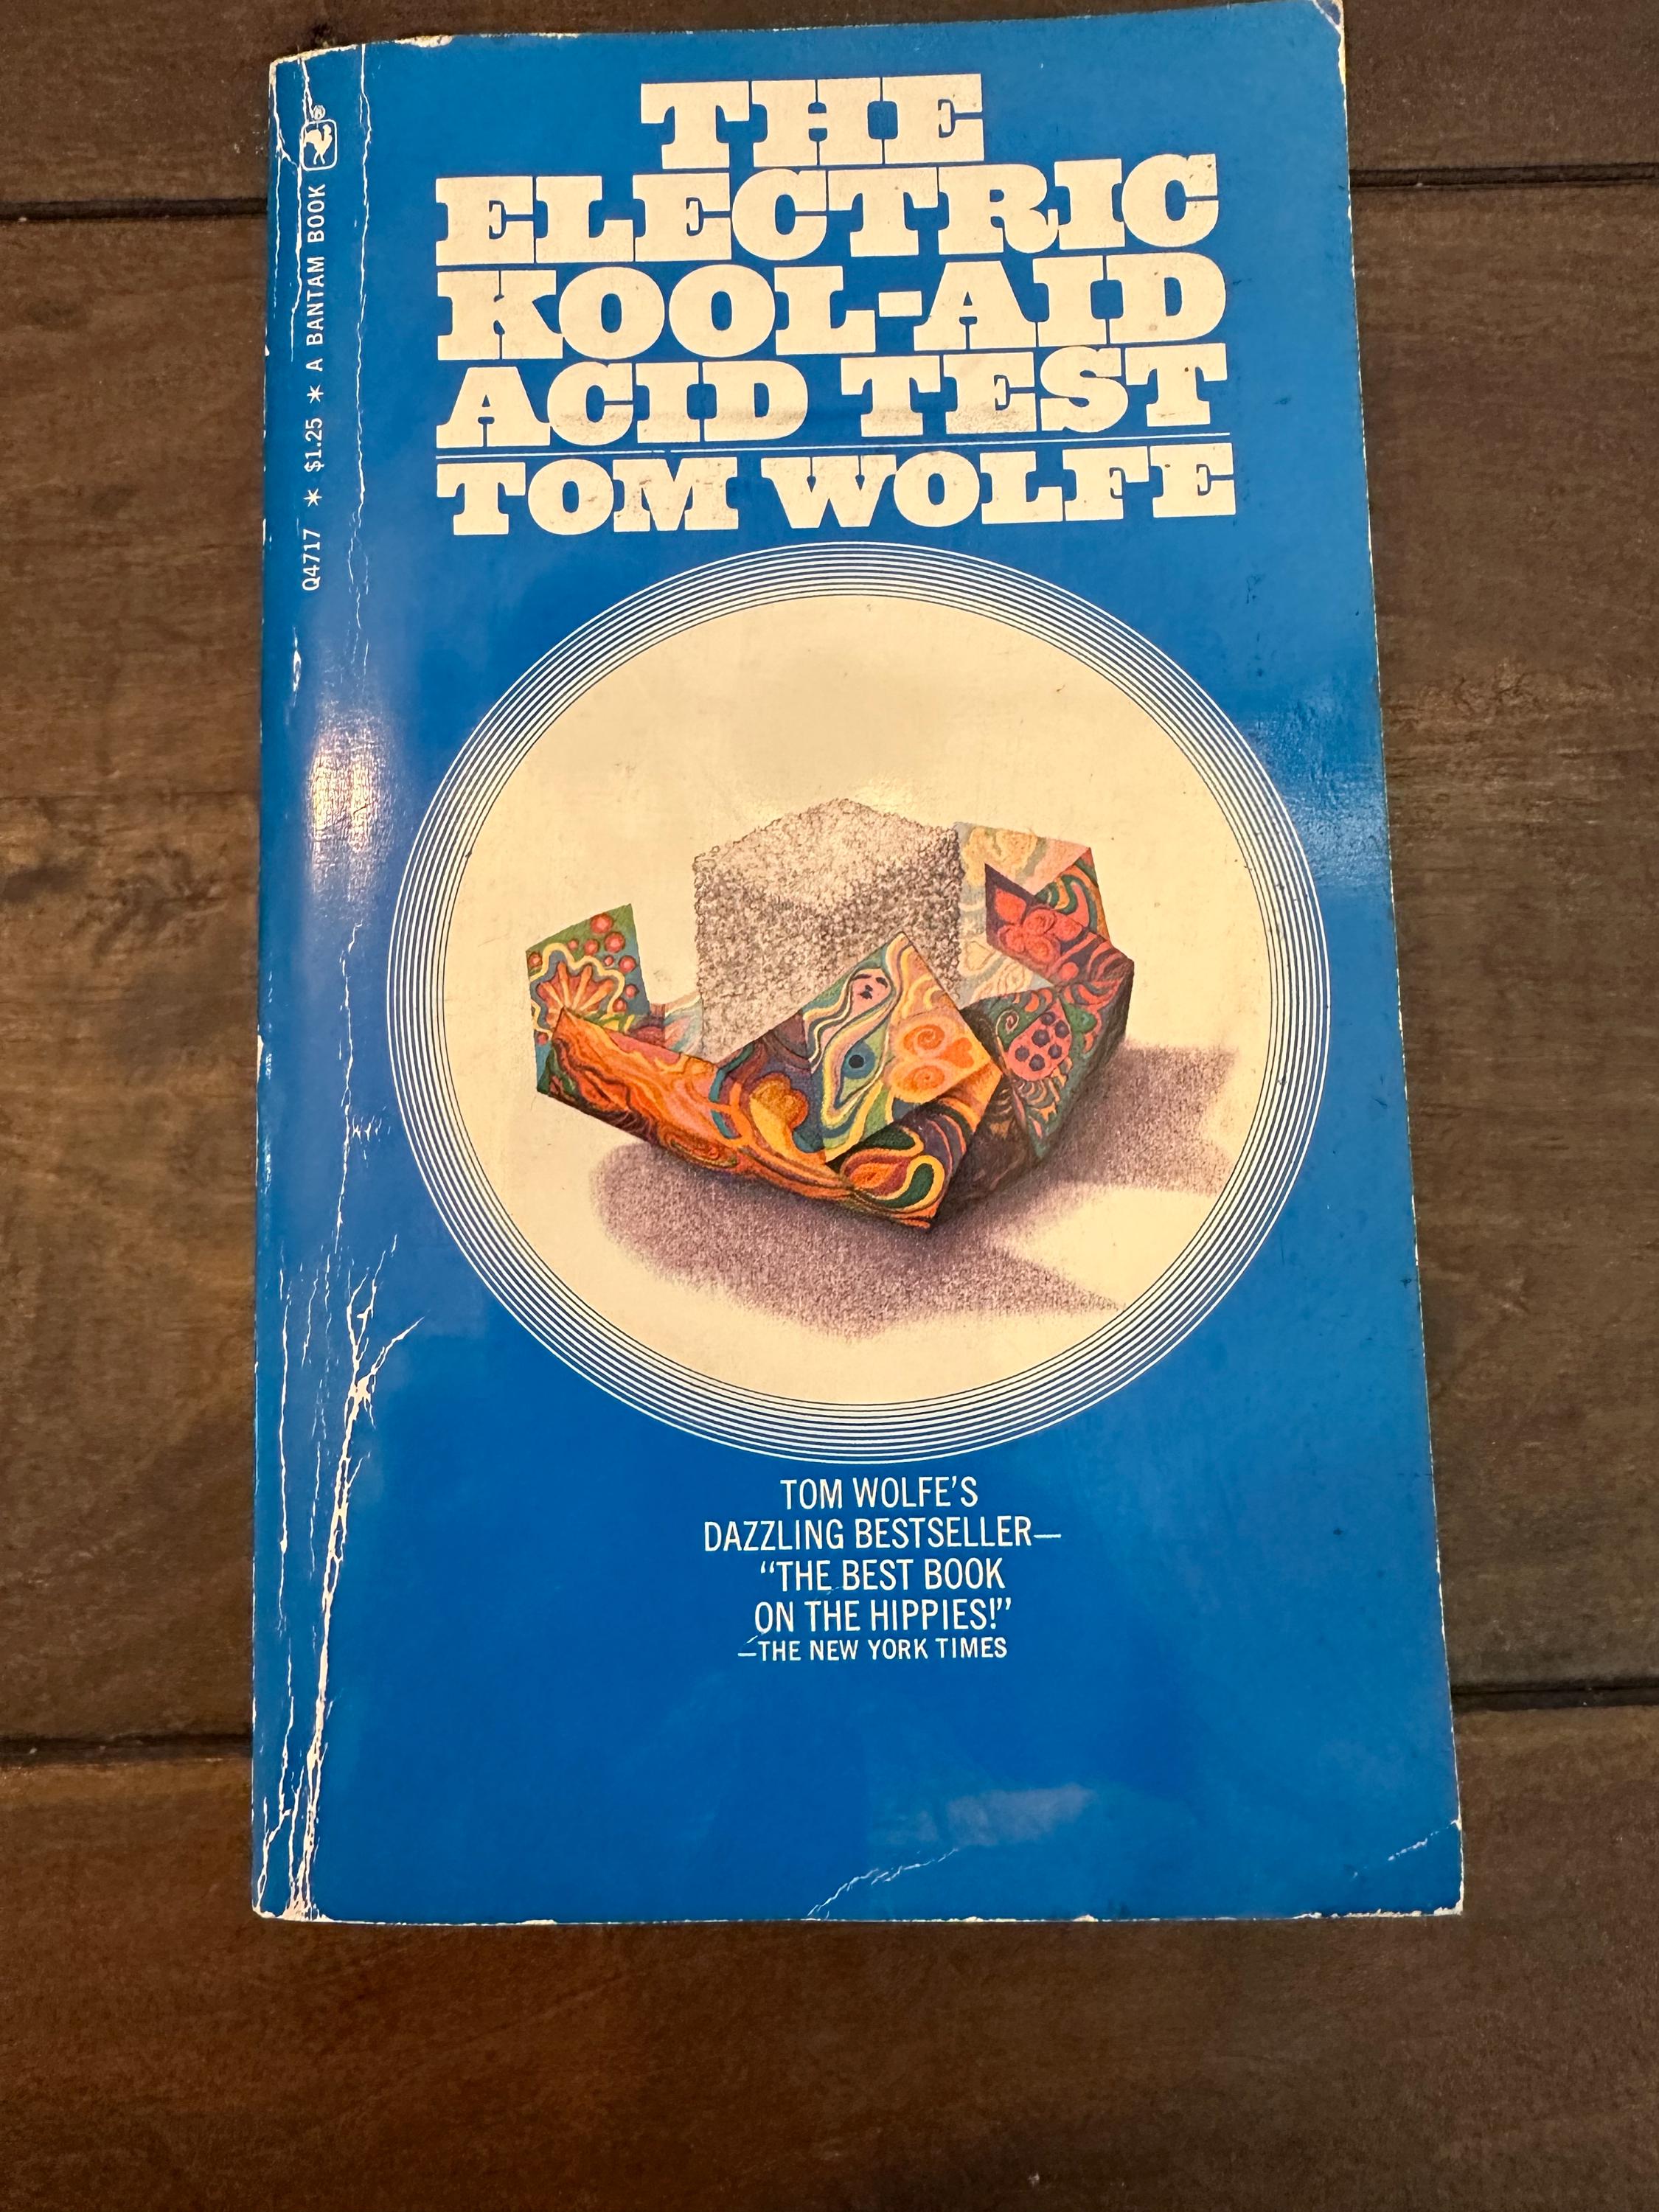 THE
ELECTRIC
KOOL-AID
ACID TEST
TOM WOLFE
Q4717 * $1.25 * A BANTAM BOOK ®
TOM WOLFE'S
DAZZLING BESTSELLER—
“THE BEST BOOK
ON THE HIPPIES!”
—THE NEW YORK TIMES